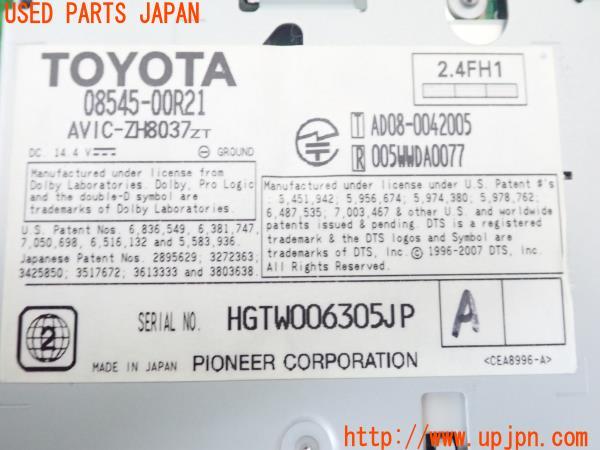 USED PARTS JAPAN
TOYOTA
08545-00R21
AVIC-ZH8037ZT
DC. 14.4 V
GROUND
2.4FH1
T AD08-0042005
R 005WWDA0077
Manufactured under license from
Dolby Laboratories. Dolby, Pro Logic
and the double-D symbol are
trademarks of Dolby Laboratories.
U.S. Patent Nos. 6,836,549, 6,381,747,
7,050,698, 6,516,132 and 5,583,936.
Japanese Patent Nos. 2895629; 3272363;
3425850; 3517672; 3613333 and 3803638.
Manufactured under license under U.S. Patent #'s
: 5,451,942; 5,956,674; 5,974,380; 5,978,762;
6,487,535; 7,003,467 & other U.S. and worldwide
patents issued & pending. DTS is a registered
trademark & the DTS logos and Symbol are
trademarks of DTS, Inc. © 1996-2007 DTS, Inc.
All Rights Reserved.
2
SERIAL NO. HGTW006305JP
A
MADE IN JAPAN PIONEER CORPORATION
<CEA8996-A>
USED PARTS JAPAN
http://www.upjpn.com